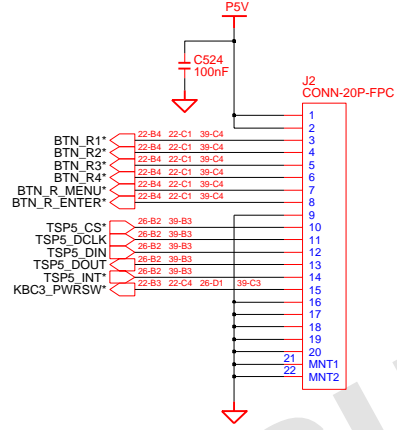 P5V
C524
100nF
J2
CONN-20P-FPC
1
2
BTN_R1* 22-B4 22-C1 39-C4 3
BTN_R2* 22-B4 22-C1 39-C4 4
BTN_R3* 22-B4 22-C1 39-C4 5
BTN_R4* 22-B4 22-C1 39-C4 6
BTN_R_MENU* 22-B4 22-C1 39-C4 7
BTN_R_ENTER* 22-B4 22-C1 39-C4 8
9
TSP5_CS* 26-B2 39-B3 10
TSP5_DCLK 26-B2 39-B3 11
TSP5_DIN 26-B2 39-B3 12
TSP5_DOUT 26-B2 39-B3 13
TSP5_INT* 26-B2 39-B3 14
KBC3_PWRSW* 22-B3 22-C4 26-D1 39-C3 15
16
17
18
19
20
21 MNT1
22 MNT2